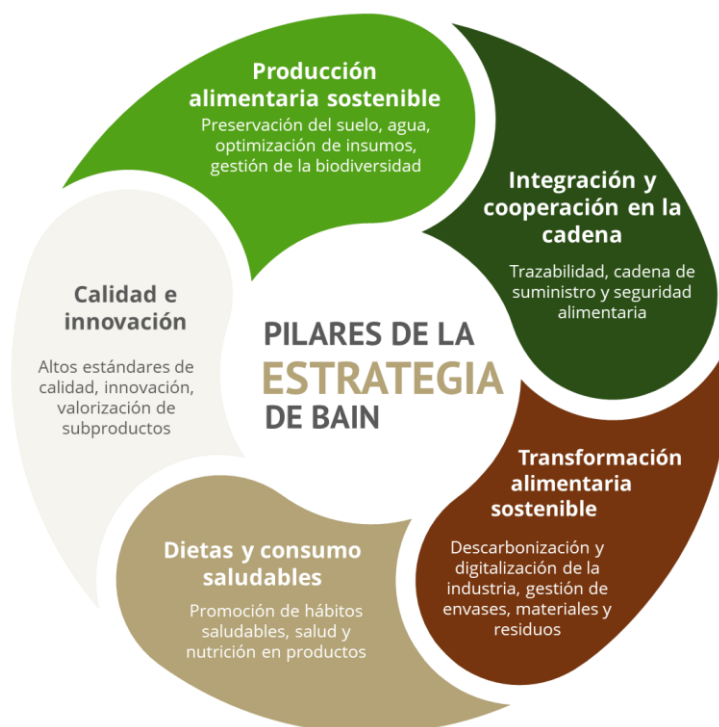 Producción
alimentaria sostenible
Preservación del suelo, agua,
optimización de insumos,
gestión de la biodiversidad
Integración y
cooperación en la
cadena
Trazabilidad, cadena de
suministro y seguridad
alimentaria
Calidad e
innovación
Altos estándares de
calidad, innovación,
valorización de
subproductos
PILARES DE LA
ESTRATEGIA
DE BAIN
Transformación
alimentaria
sostenible
Descarbonización y
digitalización de la
industria, gestión de
envases, materiales y
residuos
Dietas y consumo
saludables
Promoción de hábitos
saludables, salud y
nutrición en productos